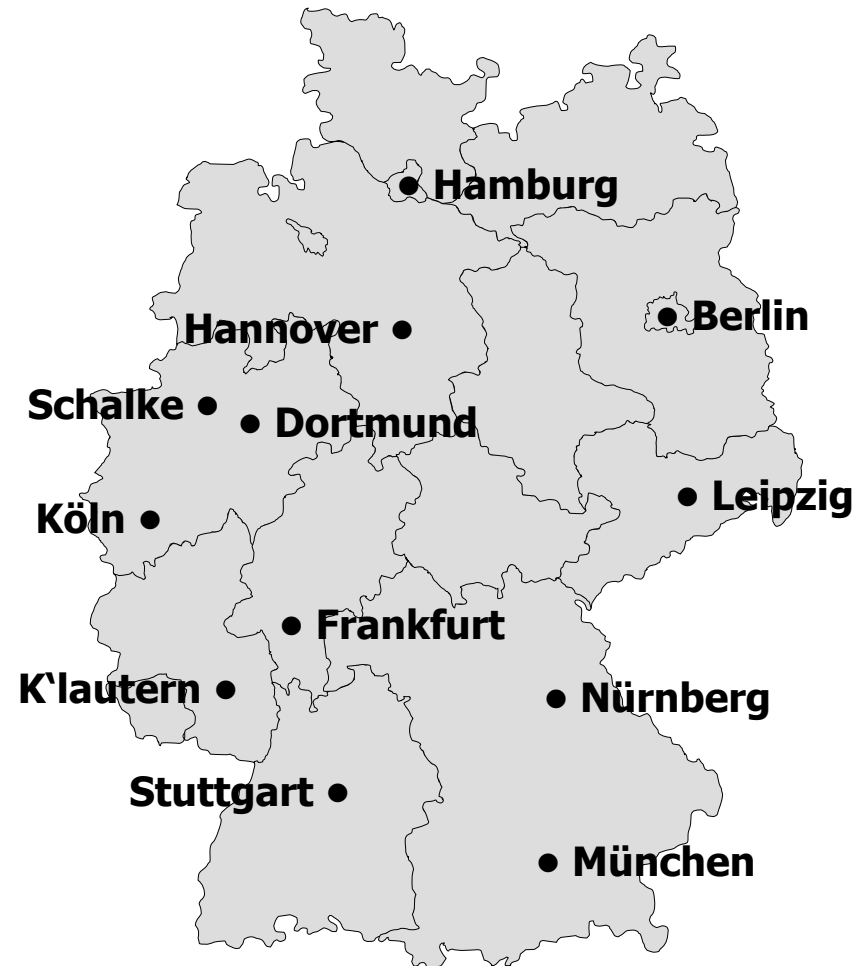 Hamburg
Berlin
Hannover
Schalke
Dortmund
Leipzig
Köln
Frankfurt
K‘lautern
Nürnberg
Stuttgart
München